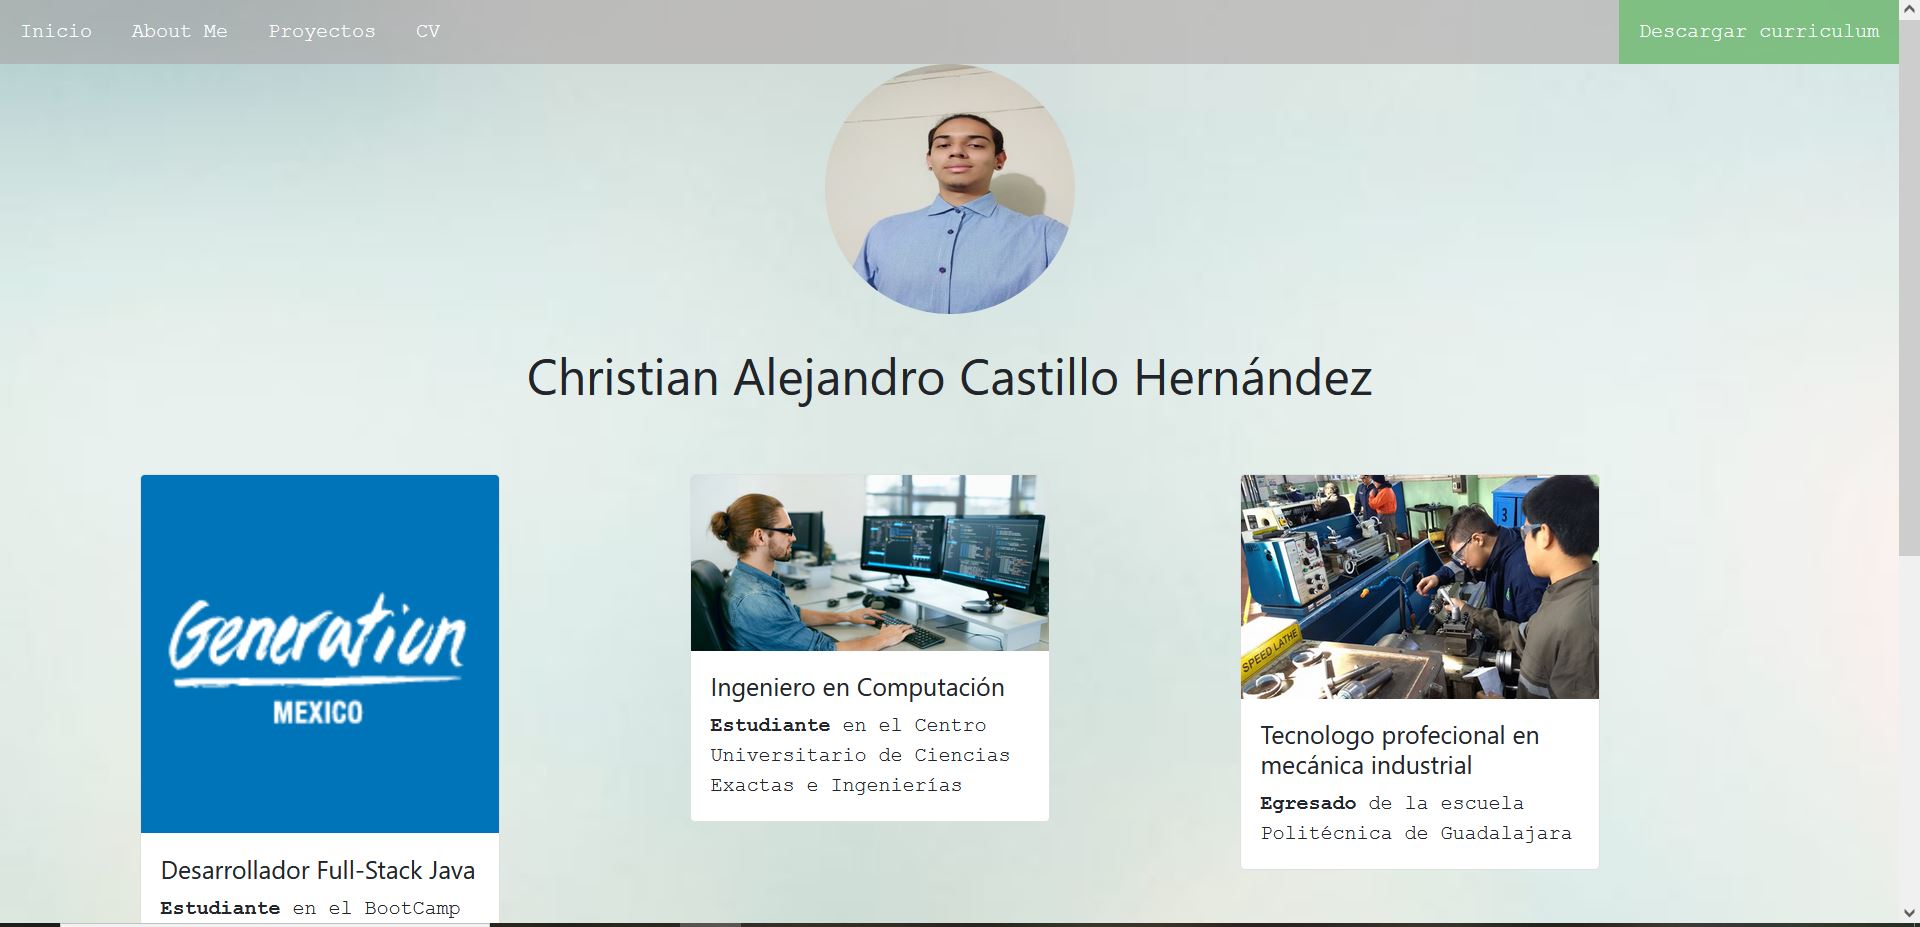 Inicio About Me Proyectos CV Descargar curriculum
Christian Alejandro Castillo Hernández
Generation
MEXICO
Desarrollador Full-Stack Java
Estudiante en el BootCamp
Ingeniero en Computación
Estudiante en el Centro
Universitario de Ciencias
Exactas e Ingenierías
3
SPEED LATHE
Tecnologo profecional en
mecánica industrial
Egresado de la escuela
Politécnica de Guadalajara